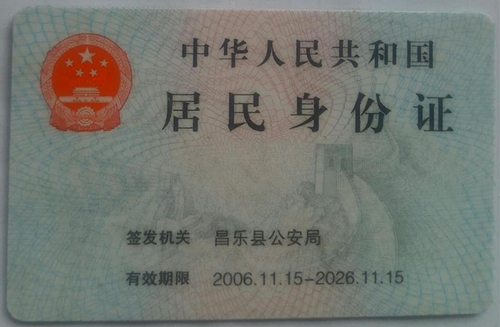 中华人民共和国
居民身份证
签发机关 昌乐县公安局
有效期限 2006.11.15-2026.11.15